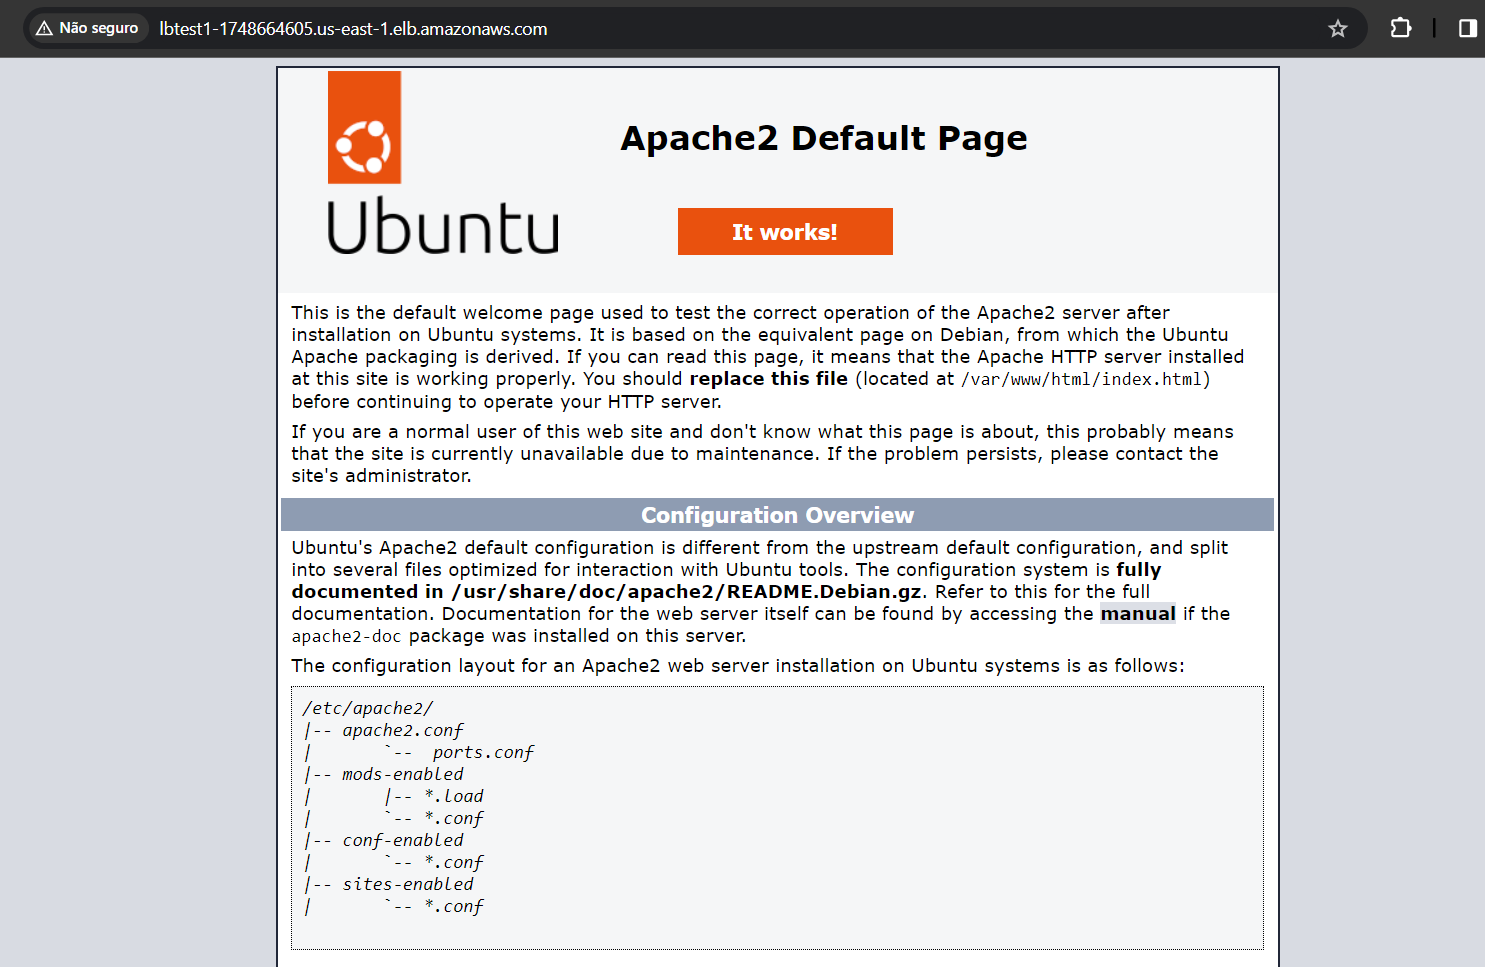 Não seguro lbtest1-1748664605.us-east-1.elb.amazonaws.com
Apache2 Default Page
Ubuntu
It works!
This is the default welcome page used to test the correct operation of the Apache2 server after
installation on Ubuntu systems. It is based on the equivalent page on Debian, from which the Ubuntu
Apache packaging is derived. If you can read this page, it means that the Apache HTTP server installed
at this site is working properly. You should replace this file (located at /var/www/html/index.html)
before continuing to operate your HTTP server.
If you are a normal user of this web site and don't know what this page is about, this probably means
that the site is currently unavailable due to maintenance. If the problem persists, please contact the
site's administrator.
Configuration Overview
Ubuntu's Apache2 default configuration is different from the upstream default configuration, and split
into several files optimized for interaction with Ubuntu tools. The configuration system is fully
documented in /usr/share/doc/apache2/README.Debian.gz. Refer to this for the full
documentation. Documentation for the web server itself can be found by accessing the manual if the
apache2-doc package was installed on this server.
The configuration layout for an Apache2 web server installation on Ubuntu systems is as follows:
/etc/apache2/
|-- apache2.conf
|       `--  ports.conf
|-- mods-enabled
|       |-- *.load
|       `-- *.conf
|-- conf-enabled
|       `-- *.conf
|-- sites-enabled
|       `-- *.conf